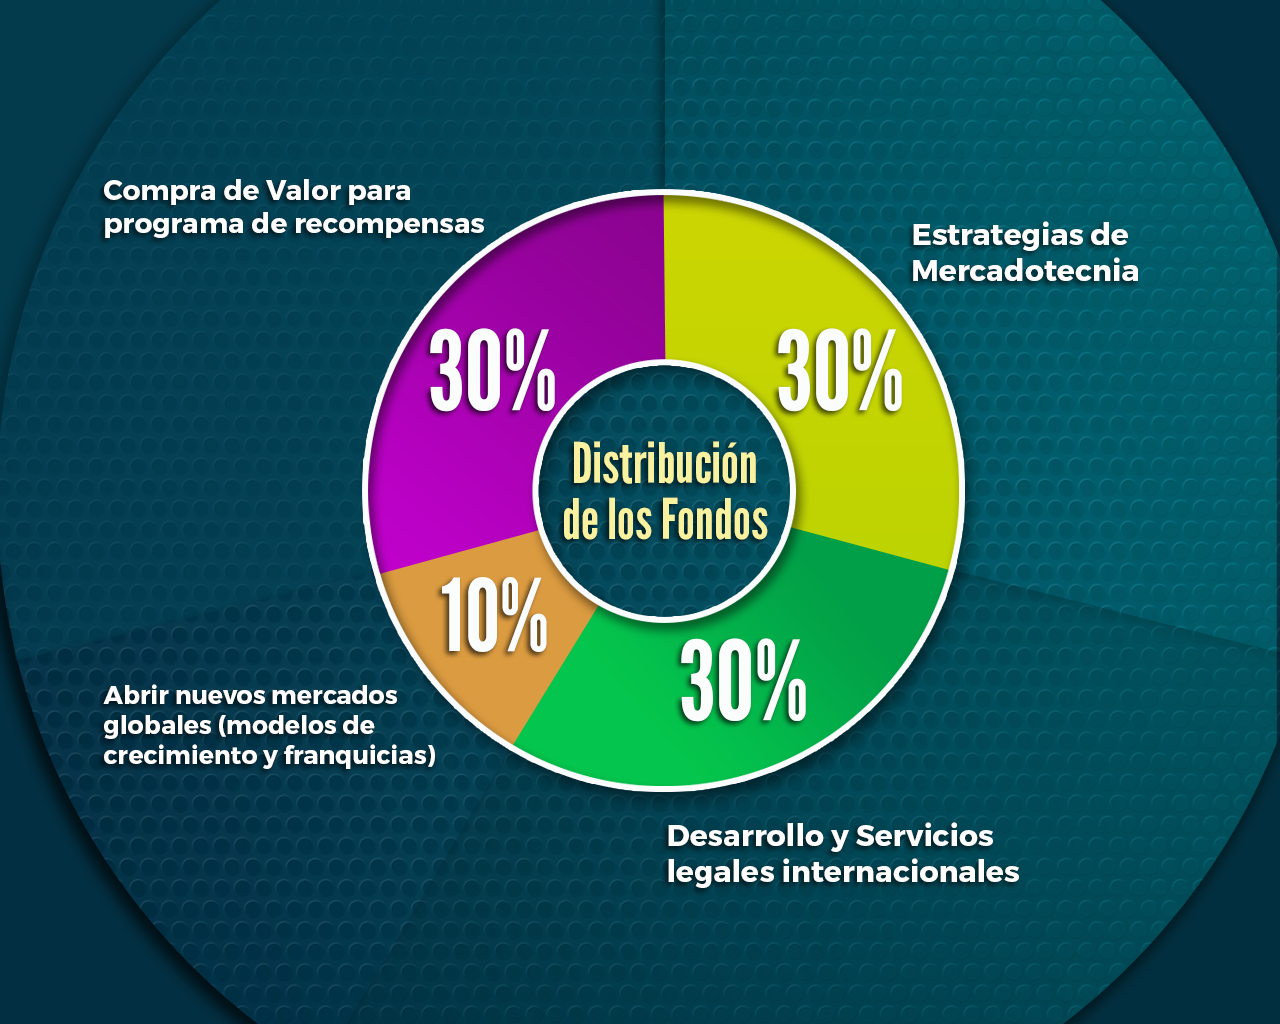 Compra de Valor para
programa de recompensas
30%
Estrategias de
Mercadotecnia
30%
Distribución
de los Fondos
10%
Abrir nuevos mercados
globales (modelos de
crecimiento y franquicias)
30%
Desarrollo y Servicios
legales internacionales